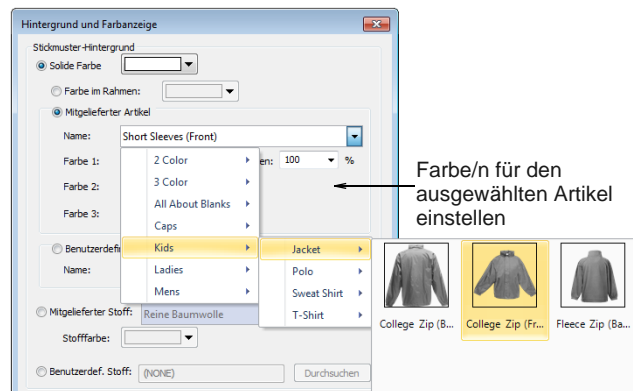 Hintergrund und Farbanzeige
Stickmuster-Hintergrund
Solide Farbe
Farbe im Rahmen:
Mitgelieferter Artikel
Name: Short Sleeves (Front)
Farbe 1: en: 100 %
Farbe 2:
Farbe 3:
2 Color
3 Color
All About Blanks
Caps
Kids
Ladies
Mens
Jacket
Polo
Sweat Shirt
T-Shirt
College Zip (B...
College Zip (Fr...
Fleece Zip (Ba...
Farbe/n für den
ausgewählten Artikel
einstellen
Benutzerdefi
Name:
Mitgelieferter Stoff: Reine Baumwolle
Stofffarbe:
Benutzerdef. Stoff: (NONE) Durchsuchen